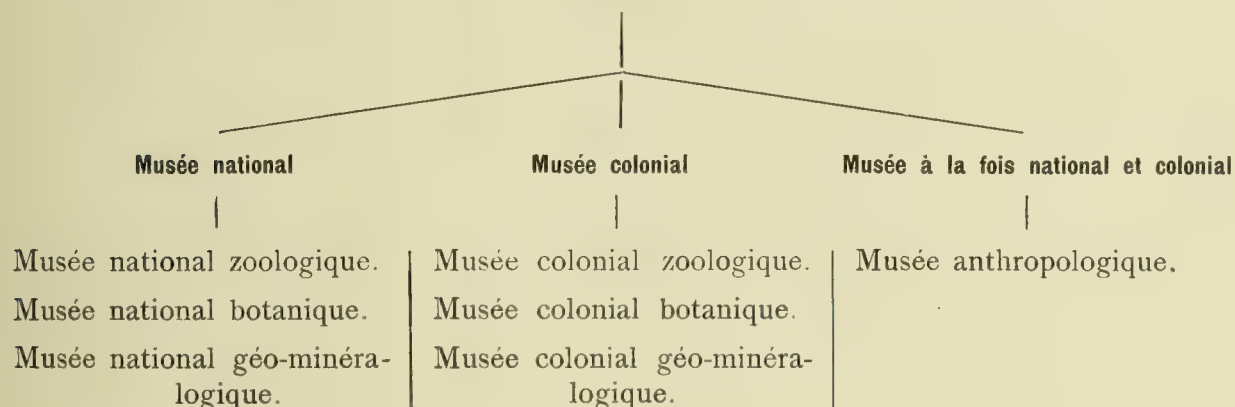 Musée national
Musée colonial
Musée à la fois national et colonial
Musée national zoologique.
Musée national botanique.
Musée national géo-minéra-
logique.
Musée colonial zoologique.
Musée colonial botanique.
Musée colonial géo-minéra-
logique.
Musée anthropologique.